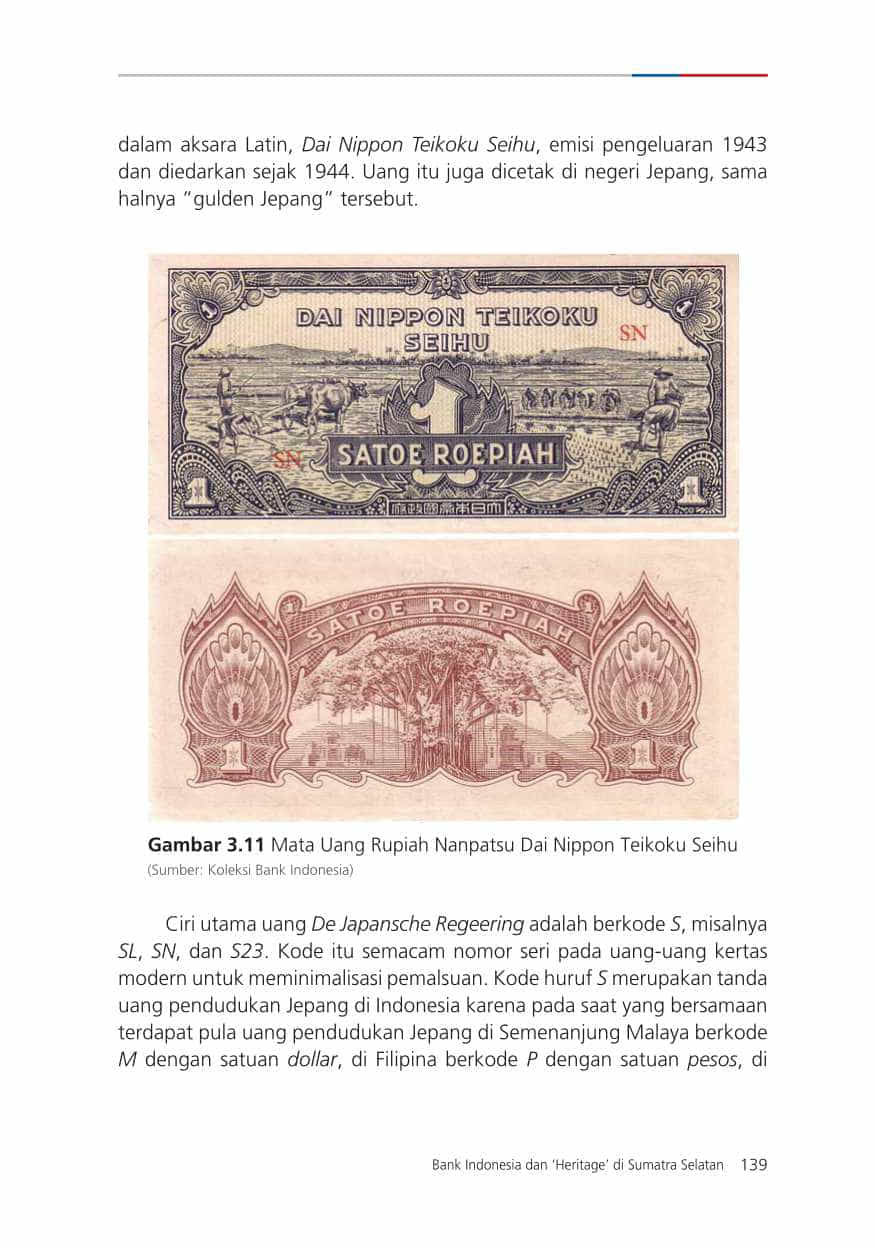 dalam aksara Latin, Dai Nippon Teikoku Seihu, emisi pengeluaran 1943
dan diedarkan sejak 1944. Uang itu juga dicetak di negeri Jepang, sama
halnya “gulden Jepang” tersebut.
DAI NIPPON TEIKOKU
SEIHU
SN
1
SN
SATOE ROEPIAH
1
1
府政國帝本日大
SATOE ROEPIAH
1
1
1
1
Gambar 3.11 Mata Uang Rupiah Nanpatsu Dai Nippon Teikoku Seihu
(Sumber: Koleksi Bank Indonesia)
Ciri utama uang De Japansche Regeering adalah berkode S, misalnya
SL, SN, dan S23. Kode itu semacam nomor seri pada uang-uang kertas
modern untuk meminimalisasi pemalsuan. Kode huruf S merupakan tanda
uang pendudukan Jepang di Indonesia karena pada saat yang bersamaan
terdapat pula uang pendudukan Jepang di Semenanjung Malaya berkode
M dengan satuan dollar, di Filipina berkode P dengan satuan pesos, di
Bank Indonesia dan ‘Heritage’ di Sumatra Selatan 139